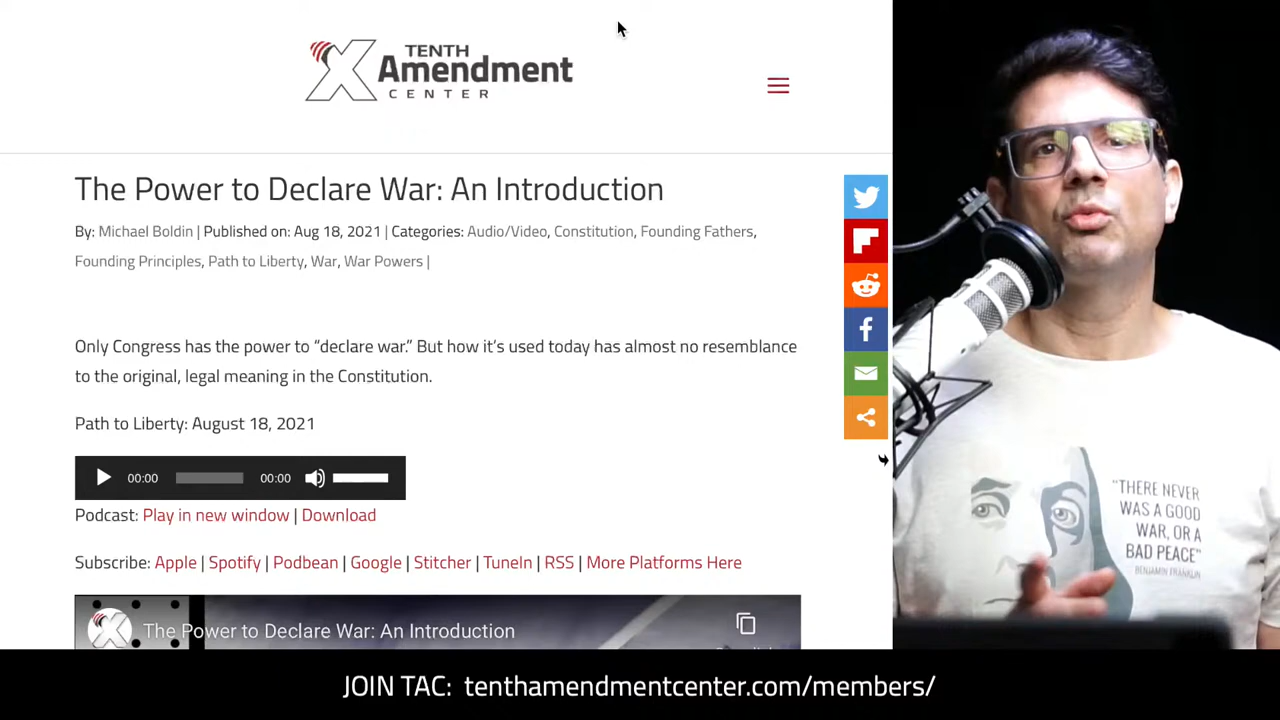 TENTH
Amendment
CENTER
The Power to Declare War: An Introduction
By: Michael Boldin | Published on: Aug 18, 2021 | Categories: Audio/Video, Constitution, Founding Fathers,
Founding Principles, Path to Liberty, War, War Powers |
Only Congress has the power to “declare war.” But how it’s used today has almost no resemblance
to the original, legal meaning in the Constitution.
Path to Liberty: August 18, 2021
00:00 00:00
Podcast: Play in new window | Download
Subscribe: Apple | Spotify | Podbean | Google | Stitcher | TuneIn | RSS | More Platforms Here
The Power to Declare War: An Introduction
“THERE NEVER
WAS A GOOD
WAR, OR A
BAD PEACE”
BENJAMIN FRANKLIN
JOIN TAC: tenthamendmentcenter.com/members/